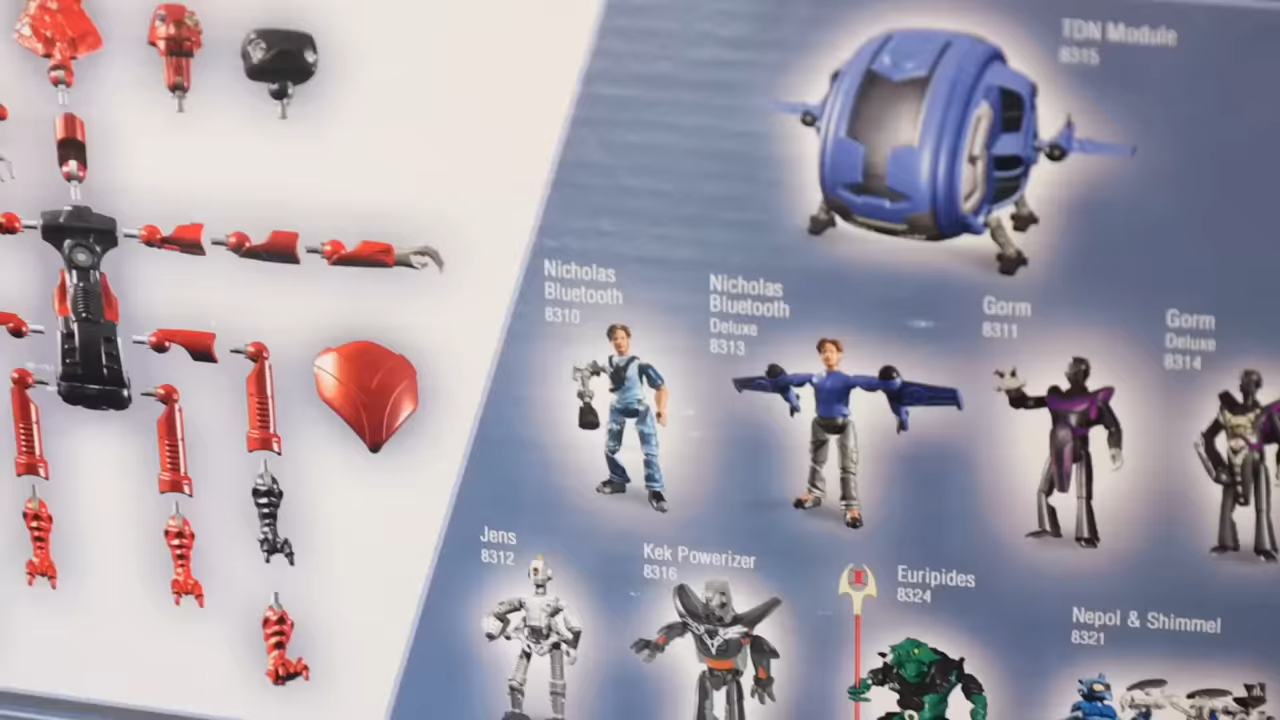 TDN Module
8315
Nicholas
Bluetooth
8310
Nicholas
Bluetooth
Deluxe
8313
Gorm
8311
Gorm
Deluxe
8314
Jens
8312
Kek Powerizer
8316
Euripides
8324
Nepol & Shimmel
8321